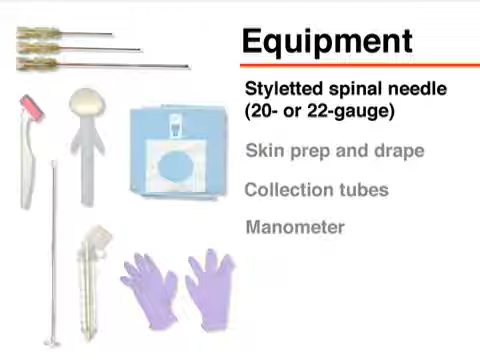 Equipment
Styletted spinal needle
(20- or 22-gauge)
Skin prep and drape
Collection tubes
Manometer